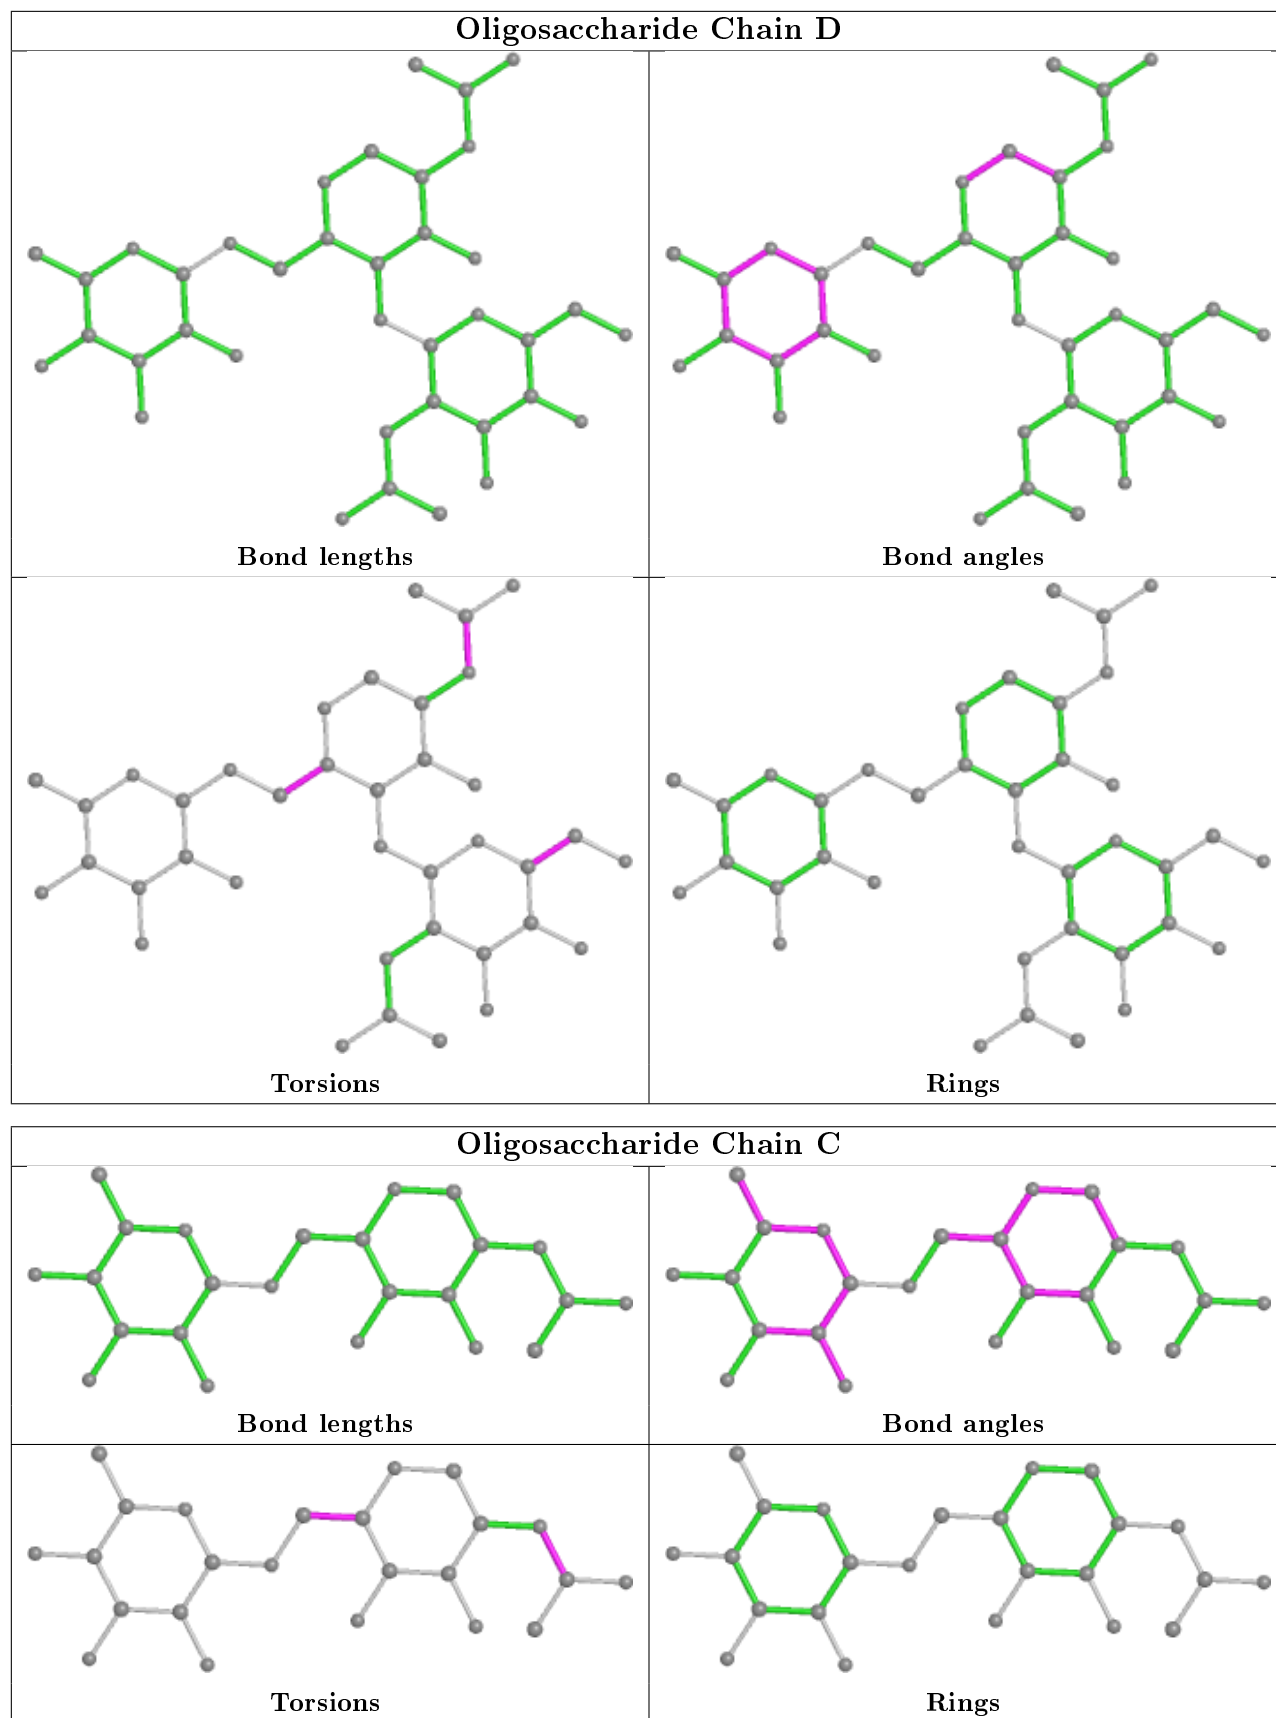 Oligosaccharide Chain D
Bond lengths
Bond angles
Torsions
Rings
Oligosaccharide Chain C
Bond lengths
Bond angles
Torsions
Rings